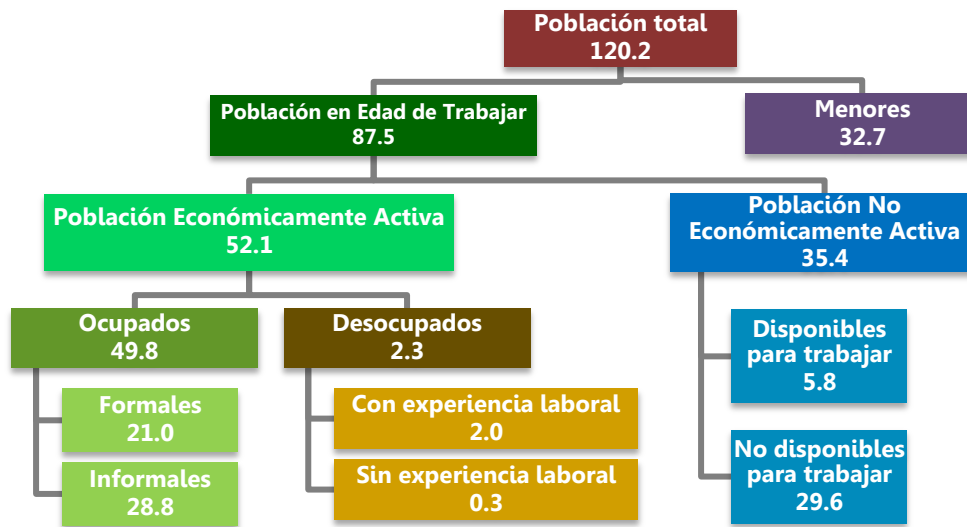 Población total
120.2
Población en Edad de Trabajar
87.5
Menores
32.7
Población Económicamente Activa
52.1
Población No
Económicamente Activa
35.4
Ocupados
49.8
Desocupados
2.3
Formales
21.0
Informales
28.8
Con experiencia laboral
2.0
Sin experiencia laboral
0.3
Disponibles
para trabajar
5.8
No disponibles
para trabajar
29.6